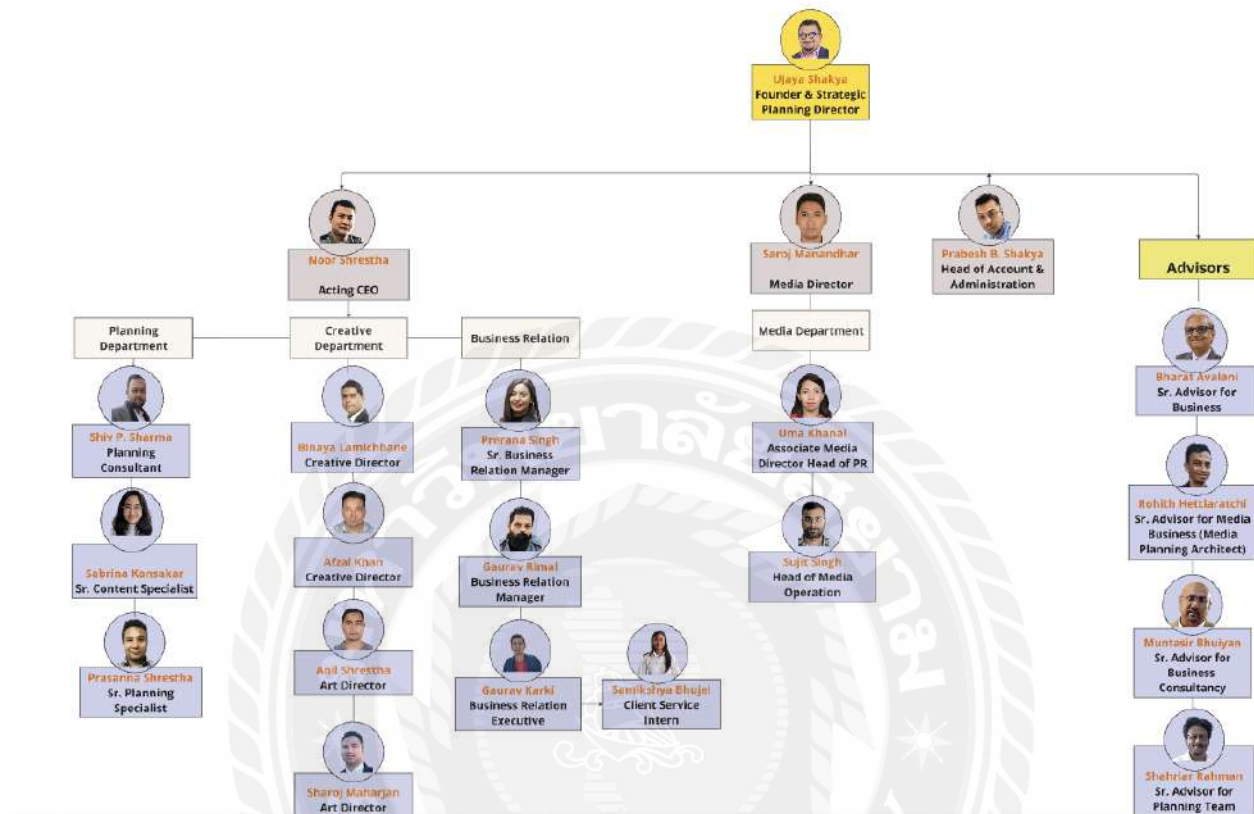 Ujaya Shakya
Founder & Strategic
Planning Director
Noor Shrestha
Acting CEO
Saroj Manandhar
Media Director
Prabesh B. Shakya
Head of Account &
Administration
Advisors
Planning
Department
Creative
Department
Business Relation
Media Department
Shiv P. Sharma
Planning
Consultant
Sabrina Kansakar
Sr. Content Specialist
Prasanna Shrestha
Sr. Planning
Specialist
Binaya Lamichhane
Creative Director
Afzal Khan
Creative Director
Anil Shrestha
Art Director
Sharoj Maharjan
Art Director
Prerana Singh
Sr. Business
Relation Manager
Gaurav Rimal
Business Relation
Manager
Gaurav Karki
Business Relation
Executive
Samikshya Bhujel
Client Service
Intern
Uma Khanal
Associate Media
Director Head of PR
Sujit Singh
Head of Media
Operation
Bharat Avalani
Sr. Advisor for
Business
Rohith Hettiaratchi
Sr. Advisor for Media
Business (Media
Planning Architect)
Muntasir Bhuiyan
Sr. Advisor for
Business
Consultancy
Shahriar Rahman
Sr. Advisor for
Planning Team